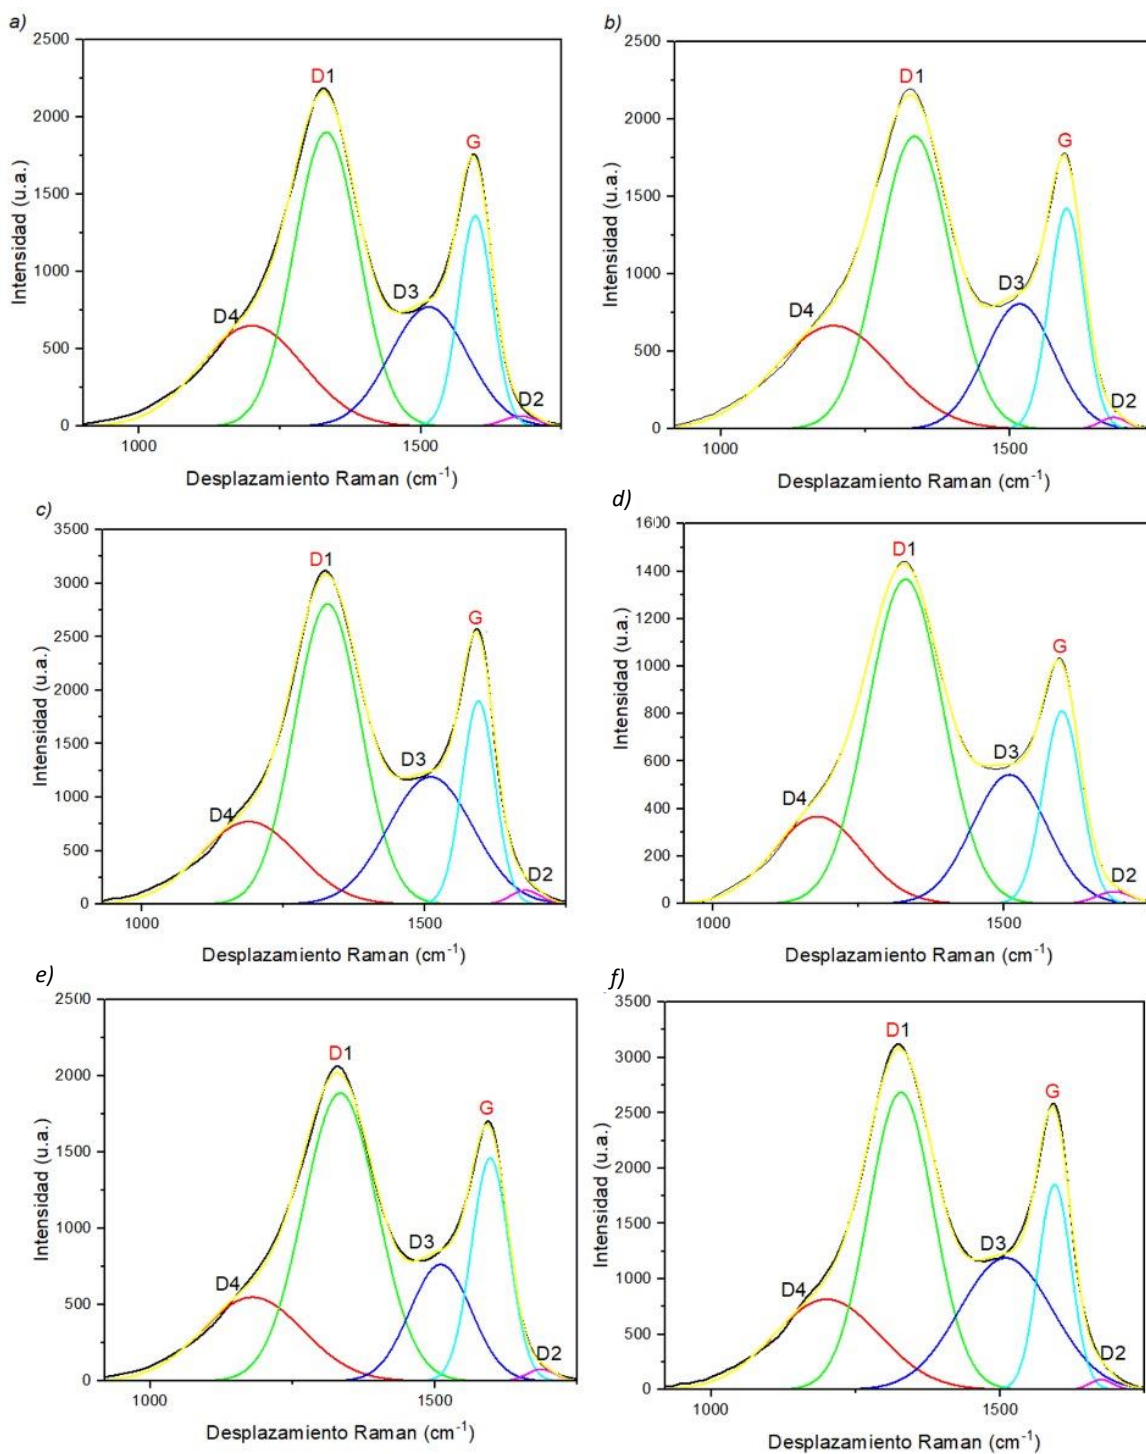 a)
2500
2000
1500
1000
500
0
Intensidad (u.a.)
D1
G
D3
D4
D2
1000
1500
Desplazamiento Raman (cm⁻¹)
b)
2500
2000
1500
1000
500
0
Intensidad (u.a.)
D1
G
D3
D4
D2
1000
1500
Desplazamiento Raman (cm⁻¹)
c)
3500
3000
2500
2000
1500
1000
500
0
Intensidad (u.a.)
D1
G
D3
D4
D2
1000
1500
Desplazamiento Raman (cm⁻¹)
d)
1600
1400
1200
1000
800
600
400
200
0
Intensidad (u.a.)
D1
G
D3
D4
D2
1000
1500
Desplazamiento Raman (cm⁻¹)
e)
2500
2000
1500
1000
500
0
Intensidad (u.a.)
D1
G
D3
D4
D2
1000
1500
Desplazamiento Raman (cm⁻¹)
f)
3500
3000
2500
2000
1500
1000
500
0
Intensidad (u.a.)
D1
G
D3
D4
D2
1000
1500
Desplazamiento Raman (cm⁻¹)